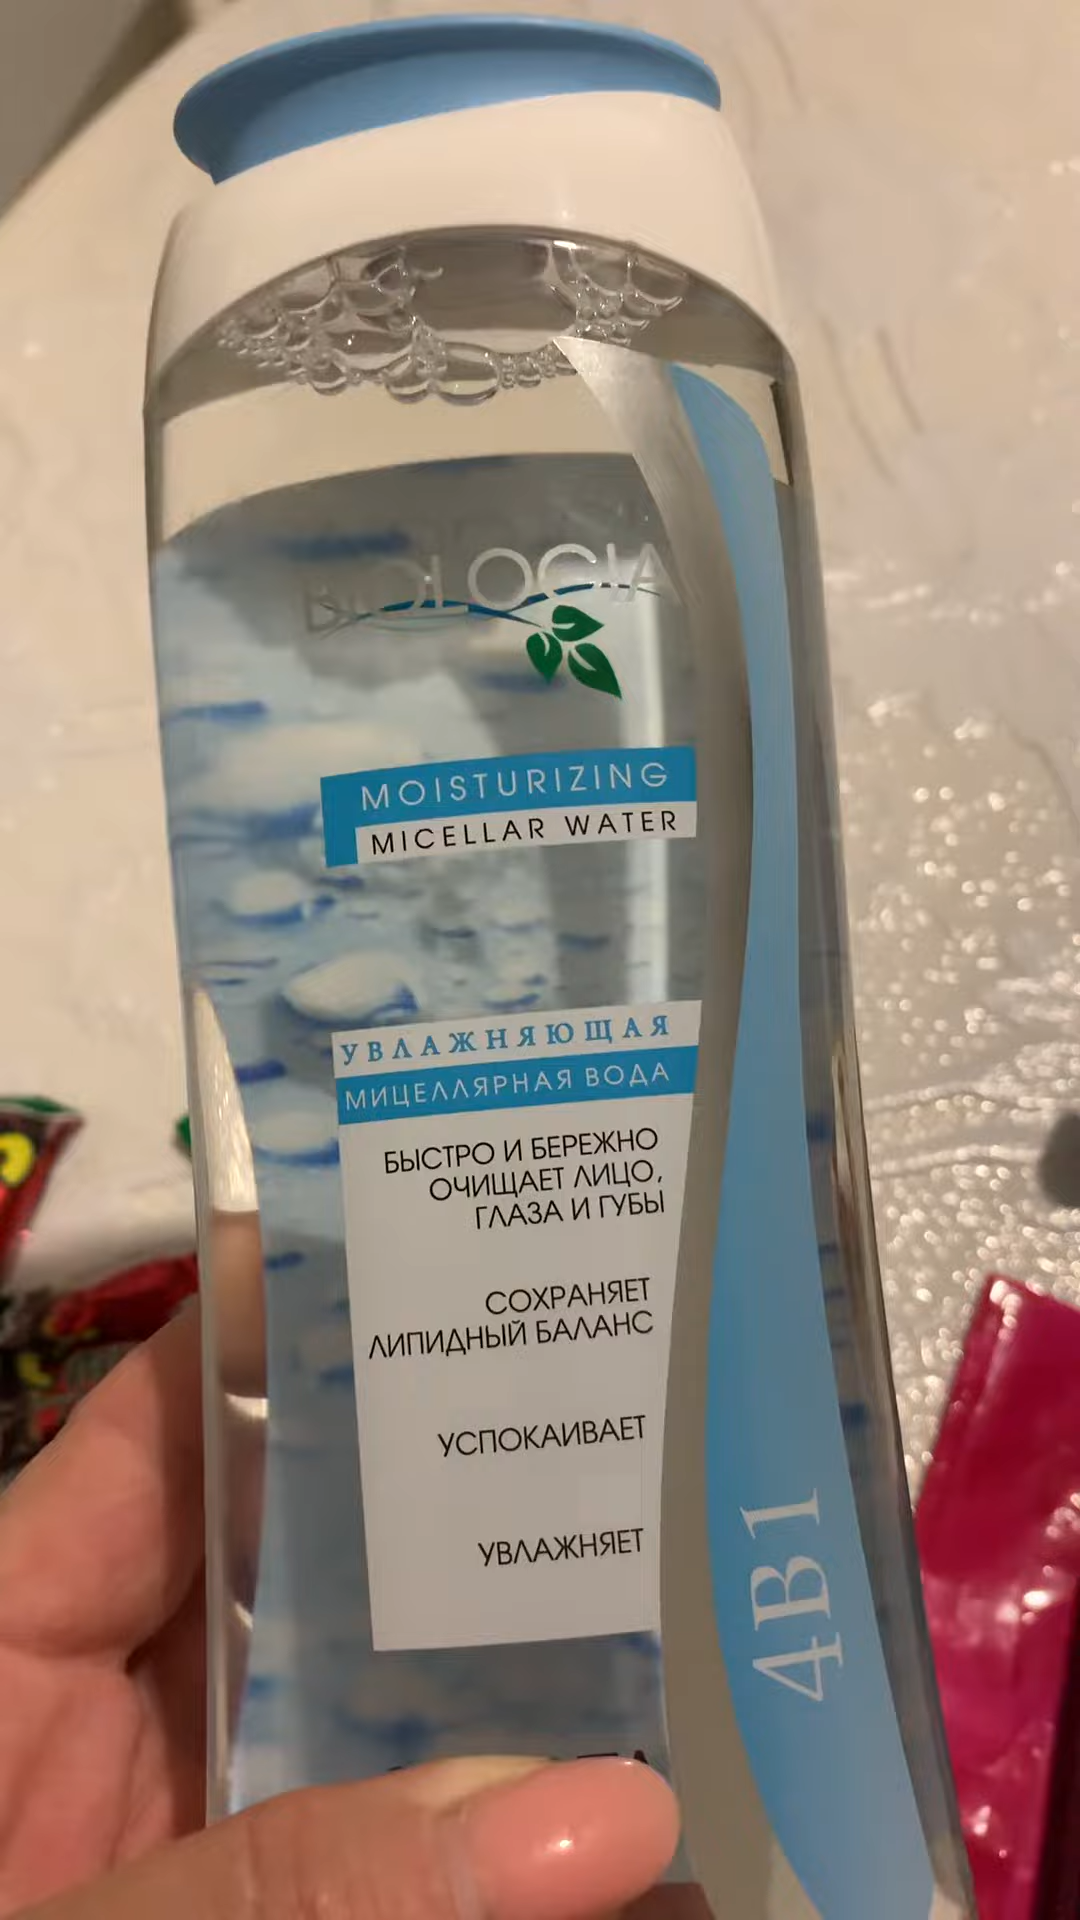 BIOLOGIA
MOISTURIZING
MICELLAR WATER
УВЛАЖНЯЮЩАЯ
МИЦЕЛЛЯРНАЯ ВОДА
БЫСТРО И БЕРЕЖНО
ОЧИЩАЕТ ЛИЦО,
ГЛАЗА И ГУБЫ
СОХРАНЯЕТ
ЛИПИДНЫЙ БАЛАНС
УСПОКАИВАЕТ
УВЛАЖНЯЕТ
4В1